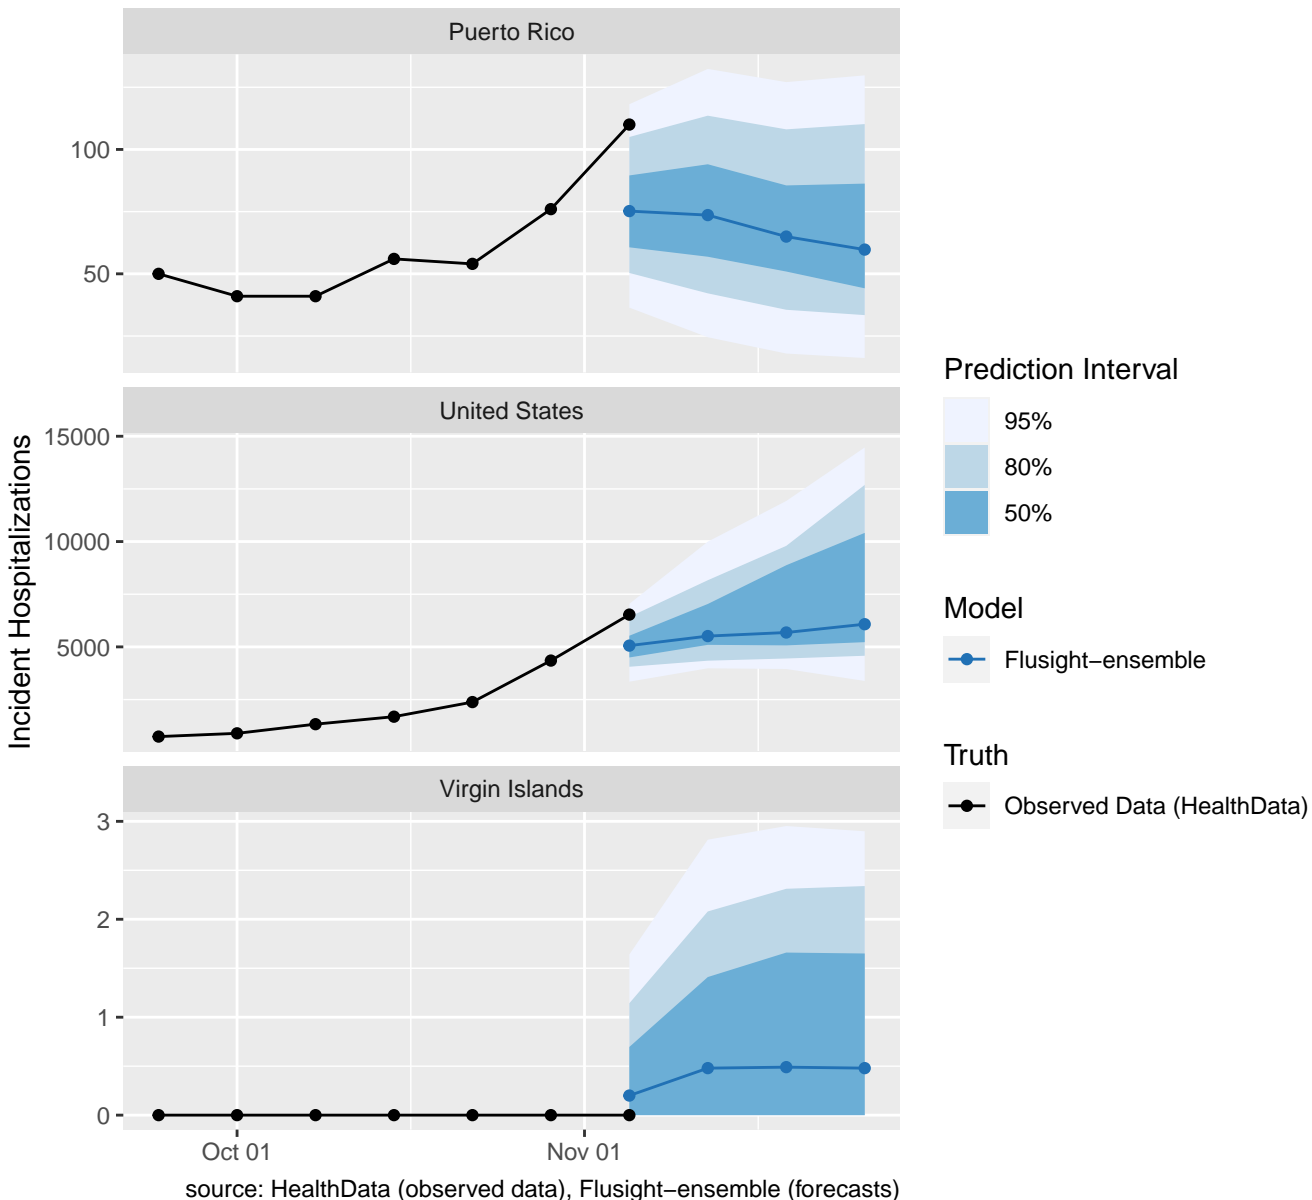 Puerto Rico
100
50
United States
15000
10000
5000
Virgin Islands
3
2
1
0
Oct 01
Nov 01
Incident Hospitalizations
source: HealthData (observed data), Flusight−ensemble (forecasts)
Prediction Interval
95%
80%
50%
Model
Flusight−ensemble
Truth
Observed Data (HealthData)